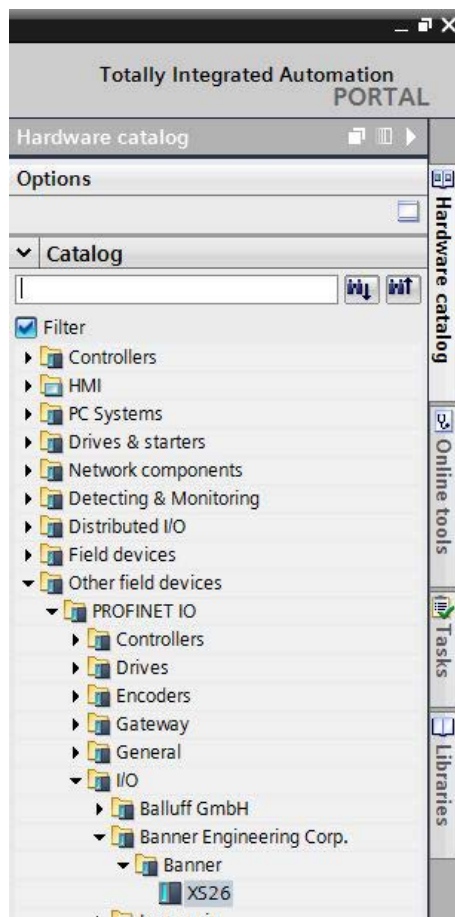 Totally Integrated Automation
PORTAL
Hardware catalog
Options
Catalog
Filter
Controllers
HMI
PC Systems
Drives & starters
Network components
Detecting & Monitoring
Distributed I/O
Field devices
Other field devices
PROFINET IO
Controllers
Drives
Encoders
Gateway
General
I/O
Balluff GmbH
Banner Engineering Corp.
Banner
XS26
Hardware catalog
Online tools
Tasks
Libraries